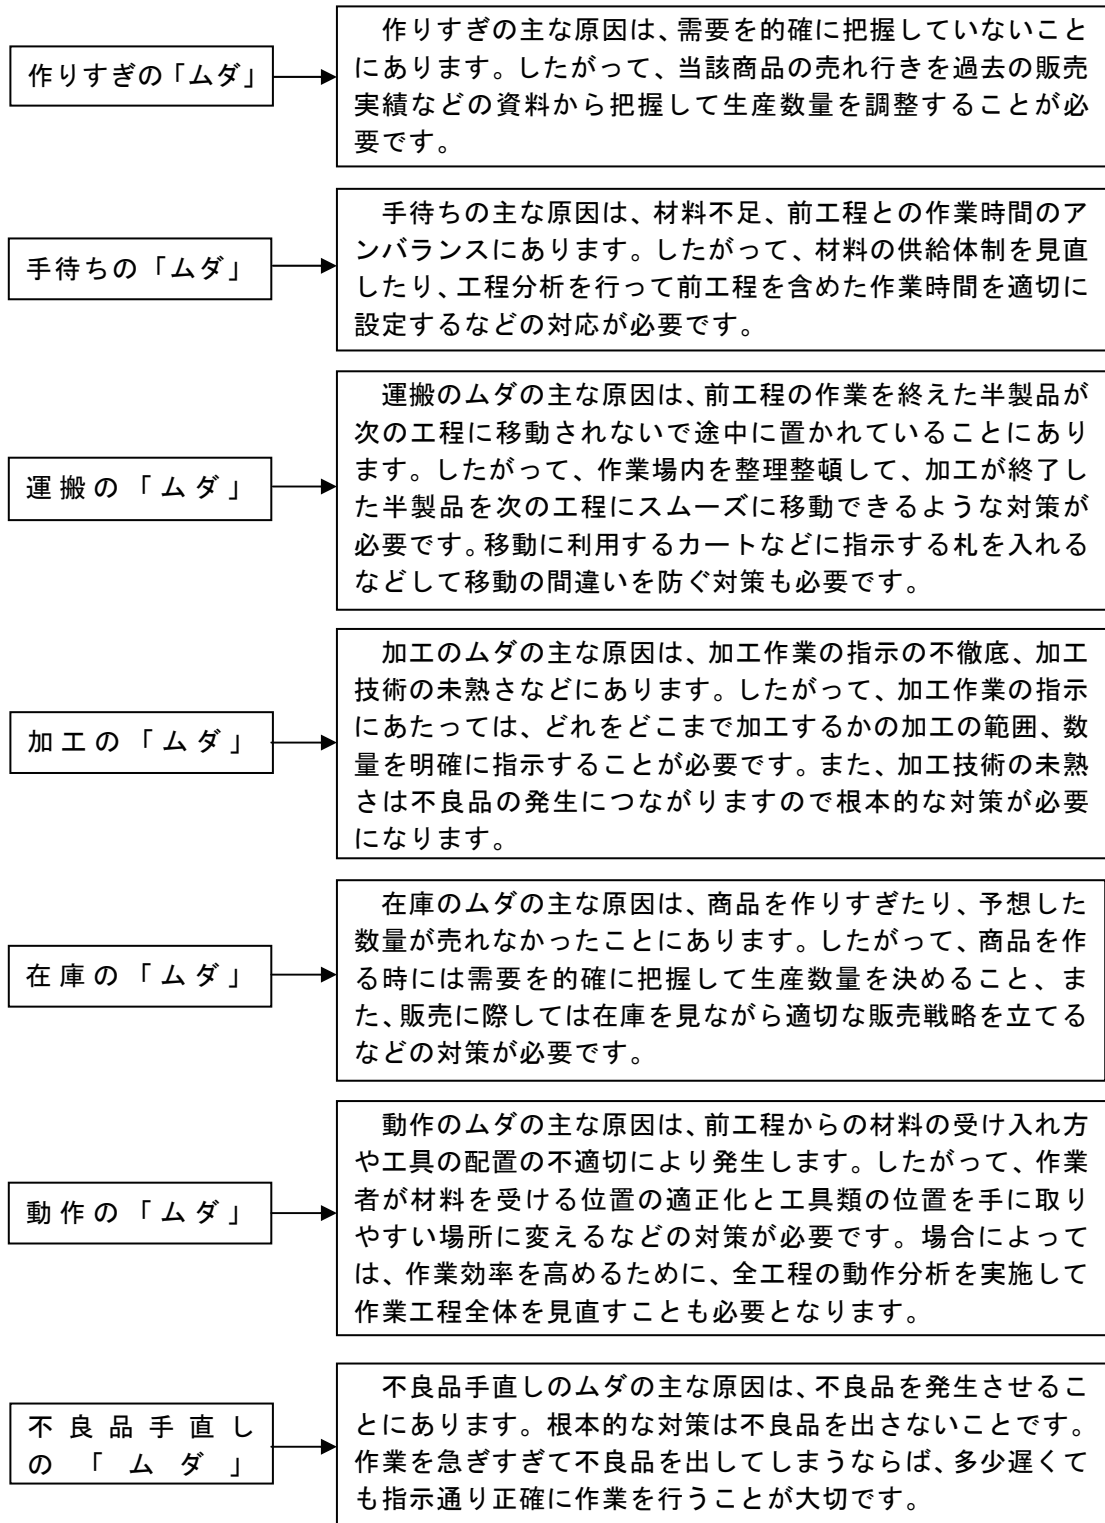 作りすぎの「ムダ」
作りすぎの主な原因は、需要を的確に把握していないこと
にあります。したがって、当該商品の売れ行きを過去の販売
実績などの資料から把握して生産数量を調整することが必
要です。
手待ちの「ムダ」
手待ちの主な原因は、材料不足、前工程との作業時間のア
ンバランスにあります。したがって、材料の供給体制を見直
したり、工程分析を行って前工程を含めた作業時間を適切に
設定するなどの対応が必要です。
運搬の「ムダ」
運搬のムダの主な原因は、前工程の作業を終えた半製品が
次の工程に移動されないで途中に置かれていることにあり
ます。したがって、作業場内を整理整頓して、加工が終了し
た半製品を次の工程にスムーズに移動できるような対策が
必要です。移動に利用するカートなどに指示する札を入れる
などして移動の間違いを防ぐ対策も必要です。
加工の「ムダ」
加工のムダの主な原因は、加工作業の指示の不徹底、加工
技術の未熟さなどにあります。したがって、加工作業の指示
にあたっては、どれをどこまで加工するかの加工の範囲、数
量を明確に指示することが必要です。また、加工技術の未熟
さは不良品の発生につながりますので根本的な対策が必要
になります。
在庫の「ムダ」
在庫のムダの主な原因は、商品を作りすぎたり、予想した
数量が売れなかったことにあります。したがって、商品を作
る時には需要を的確に把握して生産数量を決めること、ま
た、販売に際しては在庫を見ながら適切な販売戦略を立てる
などの対策が必要です。
動作の「ムダ」
動作のムダの主な原因は、前工程からの材料の受け入れ方
や工具の配置の不適切により発生します。したがって、作業
者が材料を受ける位置の適正化と工具類の位置を手に取り
やすい場所に変えるなどの対策が必要です。場合によって
は、作業効率を高めるために、全工程の動作分析を実施して
作業工程全体を見直すことも必要となります。
不良品手直し
の「ムダ」
不良品手直しのムダの主な原因は、不良品を発生させるこ
とにあります。根本的な対策は不良品を出さないことです。
作業を急ぎすぎて不良品を出してしまうならば、多少遅くて
も指示通り正確に作業を行うことが大切です。